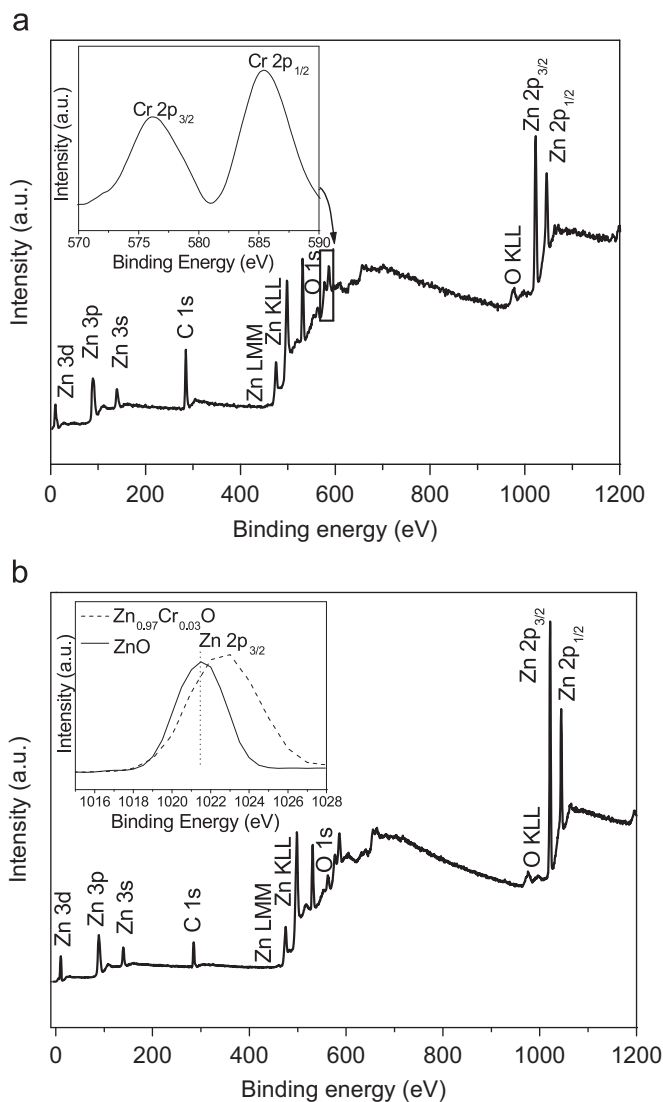 a
Intensity (a.u.)
Cr 2p3/2
Cr 2p1/2
Intensity (a.u.)
570 575 580 585 590
Binding Energy (eV)
Zn 3d
Zn 3p
Zn 3s
C 1s
Zn LMM
Zn KLL
O 1s
O KLL
Zn 2p3/2
Zn 2p1/2
0 200 400 600 800 1000 1200
Binding energy (eV)
b
Intensity (a.u.)
Zn0.97Cr0.03O
ZnO
Zn 2p3/2
Intensity (a.u.)
1016 1018 1020 1022 1024 1026 1028
Binding Energy (eV)
Zn 3d
Zn 3p
Zn 3s
C 1s
Zn LMM
Zn KLL
O 1s
O KLL
Zn 2p3/2
Zn 2p1/2
0 200 400 600 800 1000 1200
Binding energy (eV)